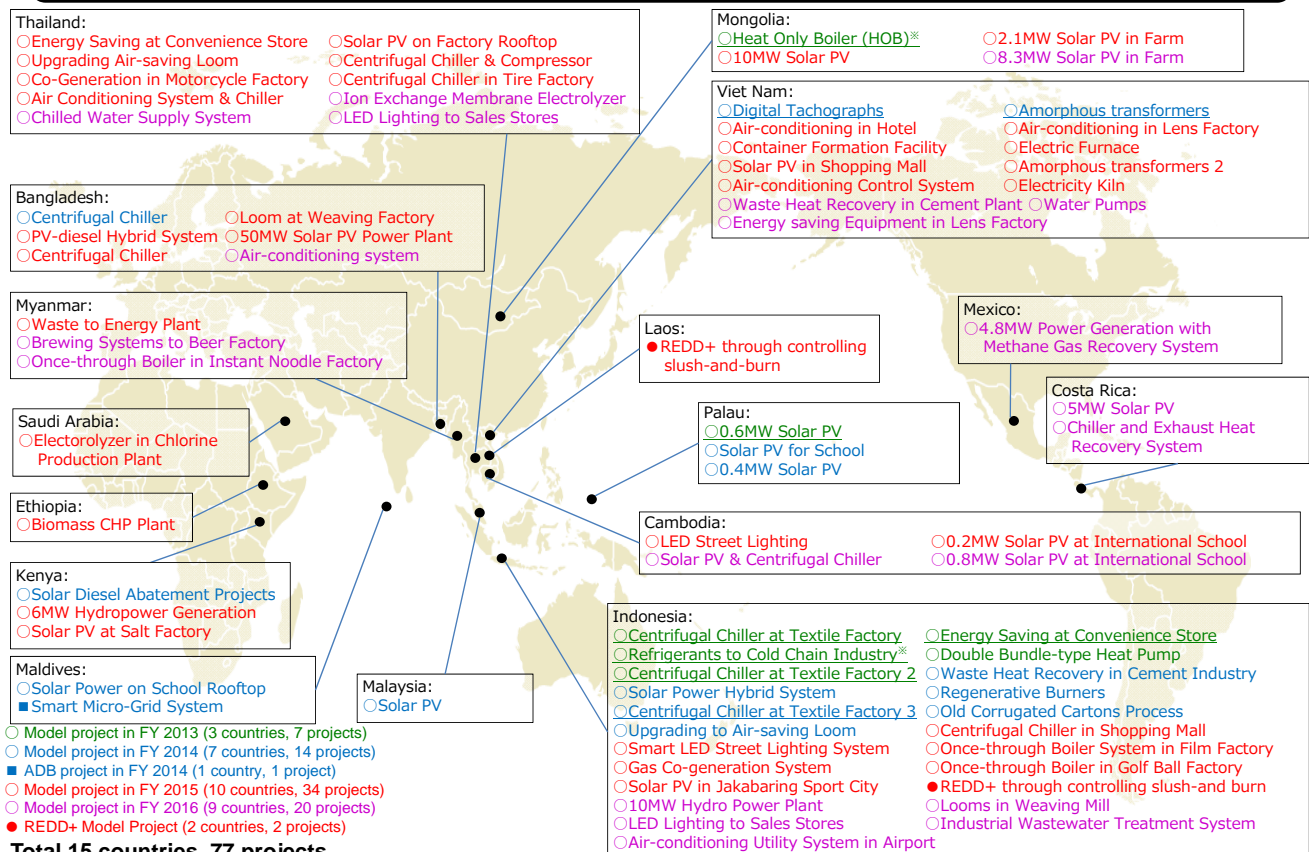 Thailand:
○Energy Saving at Convenience Store ○Solar PV on Factory Rooftop
○Upgrading Air-saving Loom ○Centrifugal Chiller & Compressor
○Co-Generation in Motorcycle Factory ○Centrifugal Chiller in Tire Factory
○Air Conditioning System & Chiller ○Ion Exchange Membrane Electrolyzer
○Chilled Water Supply System ○LED Lighting to Sales Stores
Mongolia:
○Heat Only Boiler (HOB)※ ○2.1MW Solar PV in Farm
○10MW Solar PV ○8.3MW Solar PV in Farm
Viet Nam:
○Digital Tachographs ○Amorphous transformers
○Air-conditioning in Hotel ○Air-conditioning in Lens Factory
○Container Formation Facility ○Electric Furnace
○Solar PV in Shopping Mall ○Amorphous transformers 2
○Air-conditioning Control System ○Electricity Kiln
○Waste Heat Recovery in Cement Plant ○Water Pumps
○Energy saving Equipment in Lens Factory
Bangladesh:
○Centrifugal Chiller ○Loom at Weaving Factory
○PV-diesel Hybrid System ○50MW Solar PV Power Plant
○Centrifugal Chiller ○Air-conditioning system
Myanmar:
○Waste to Energy Plant
○Brewing Systems to Beer Factory
○Once-through Boiler in Instant Noodle Factory
Laos:
●REDD+ through controlling
slush-and-burn
Mexico:
○4.8MW Power Generation with
Methane Gas Recovery System
Costa Rica:
○5MW Solar PV
○Chiller and Exhaust Heat
Recovery System
Saudi Arabia:
○Electorolyzer in Chlorine
Production Plant
Palau:
○0.6MW Solar PV
○Solar PV for School
○0.4MW Solar PV
Ethiopia:
○Biomass CHP Plant
Cambodia:
○LED Street Lighting ○0.2MW Solar PV at International School
○Solar PV & Centrifugal Chiller ○0.8MW Solar PV at International School
Kenya:
○Solar Diesel Abatement Projects
○6MW Hydropower Generation
○Solar PV at Salt Factory
Maldives:
○Solar Power on School Rooftop
■Smart Micro-Grid System
Malaysia:
○Solar PV
Indonesia:
○Centrifugal Chiller at Textile Factory ○Energy Saving at Convenience Store
○Refrigerants to Cold Chain Industry※ ○Double Bundle-type Heat Pump
○Centrifugal Chiller at Textile Factory 2 ○Waste Heat Recovery in Cement Industry
○Solar Power Hybrid System ○Regenerative Burners
○Centrifugal Chiller at Textile Factory 3 ○Old Corrugated Cartons Process
○Upgrading to Air-saving Loom ○Centrifugal Chiller in Shopping Mall
○Smart LED Street Lighting System ○Once-through Boiler System in Film Factory
○Gas Co-generation System ○Once-through Boiler in Golf Ball Factory
○Solar PV in Jakabaring Sport City ●REDD+ through controlling slush-and burn
○10MW Hydro Power Plant ○Looms in Weaving Mill
○LED Lighting to Sales Stores ○Industrial Wastewater Treatment System
○Air-conditioning Utility System in Airport
○ Model project in FY 2013 (3 countries, 7 projects)
○ Model project in FY 2014 (7 countries, 14 projects)
■ ADB project in FY 2014 (1 country, 1 project)
○ Model project in FY 2015 (10 countries, 34 projects)
○ Model project in FY 2016 (9 countries, 20 projects)
● REDD+ Model Project (2 countries, 2 projects)
Total 15 countries, 77 projects